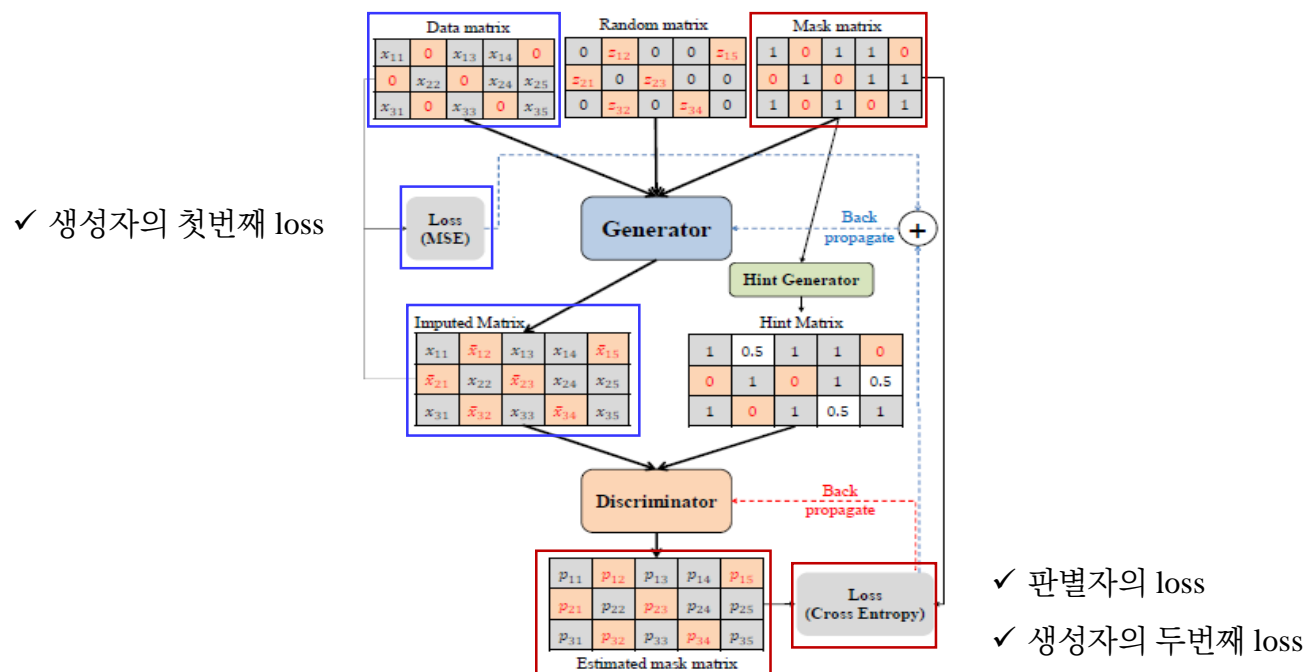 Data matrix
Random matrix
Mask matrix
x₁₁ 0 x₁₃ x₁₄ 0
0 x₂₂ 0 x₂₄ x₂₅
x₃₁ 0 x₃₃ 0 x₃₅
0 z₁₂ 0 0 z₁₅
z₂₁ 0 z₂₃ 0 0
0 z₃₂ 0 z₃₄ 0
1 0 1 1 0
0 1 0 1 1
1 0 1 0 1
✓ 생성자의 첫번째 loss
Loss
(MSE)
Generator
Back
propagate
+
Hint Generator
Imputed Matrix
x₁₁ x̄₁₂ x₁₃ x₁₄ x̄₁₅
x̄₂₁ x₂₂ x̄₂₃ x₂₄ x₂₅
x₃₁ x̄₃₂ x₃₃ x̄₃₄ x₃₅
Hint Matrix
1 0.5 1 1 0
0 1 0 1 0.5
1 0 1 0.5 1
Discriminator
Back
propagate
p₁₁ p₁₂ p₁₃ p₁₄ p₁₅
p₂₁ p₂₂ p₂₃ p₂₄ p₂₅
p₃₁ p₃₂ p₃₃ p₃₄ p₃₅
Estimated mask matrix
Loss
(Cross Entropy)
✓ 판별자의 loss
✓ 생성자의 두번째 loss